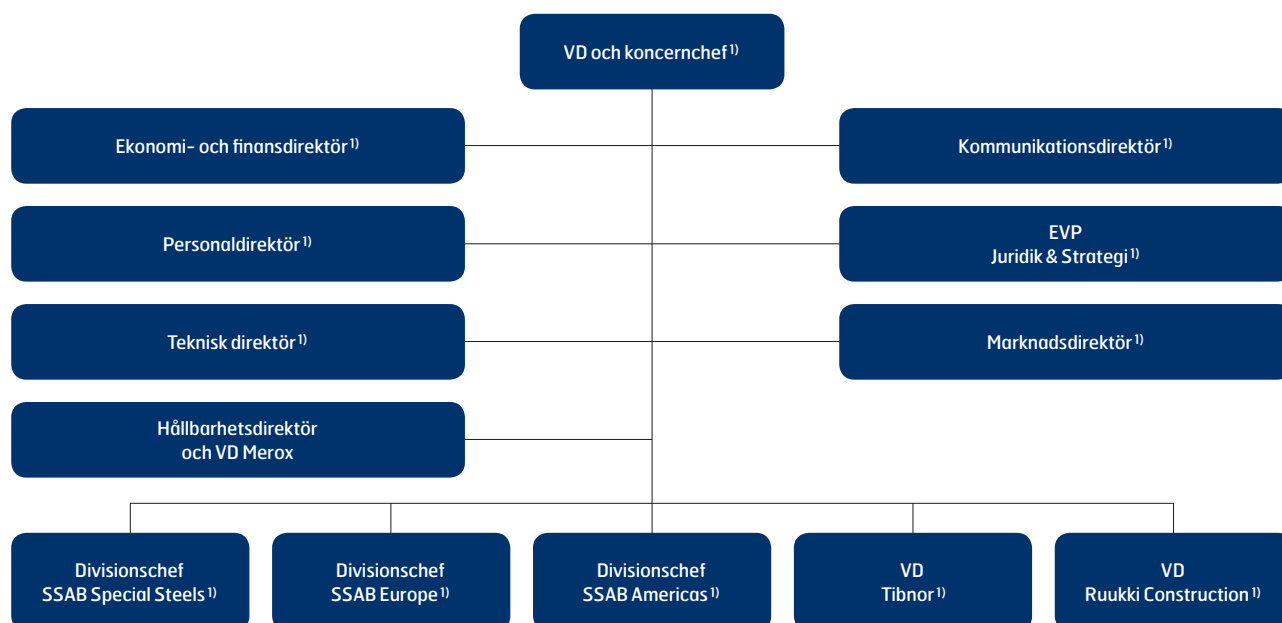 VD och koncernchef 1)
Ekonomi- och finansdirektör 1)
Kommunikationsdirektör 1)
Personaldirektör 1)
EVP
Juridik & Strategi 1)
Teknisk direktör 1)
Marknadsdirektör 1)
Hållbarhetsdirektör
och VD Merox
Divisionschef
SSAB Special Steels 1)
Divisionschef
SSAB Europe 1)
Divisionschef
SSAB Americas 1)
VD
Tibnor 1)
VD
Ruukki Construction 1)